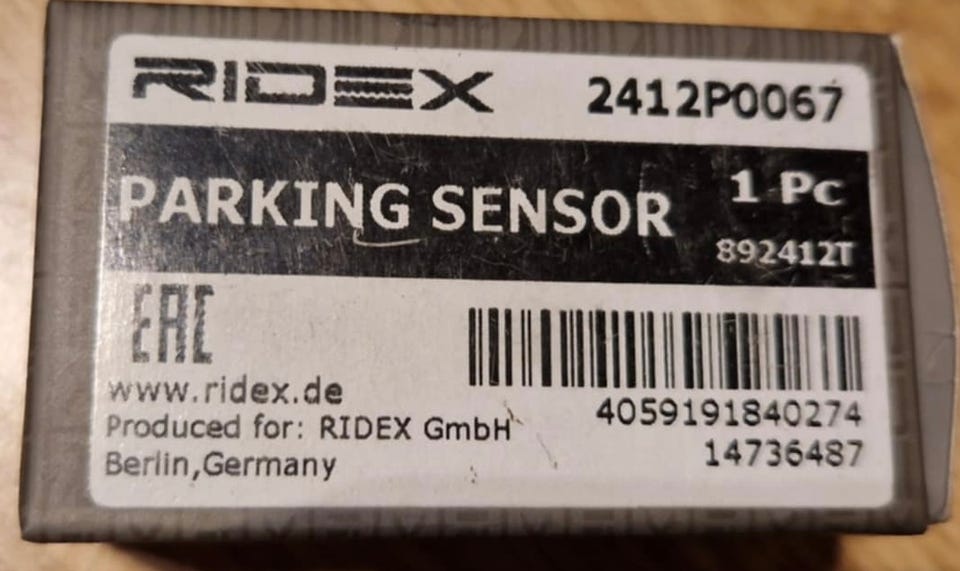 RIDEX 2412P0067
PARKING SENSOR 1 Pc
892412T
EAC
www.ridex.de
Produced for: RIDEX GmbH
Berlin,Germany
4059191840274
14736487